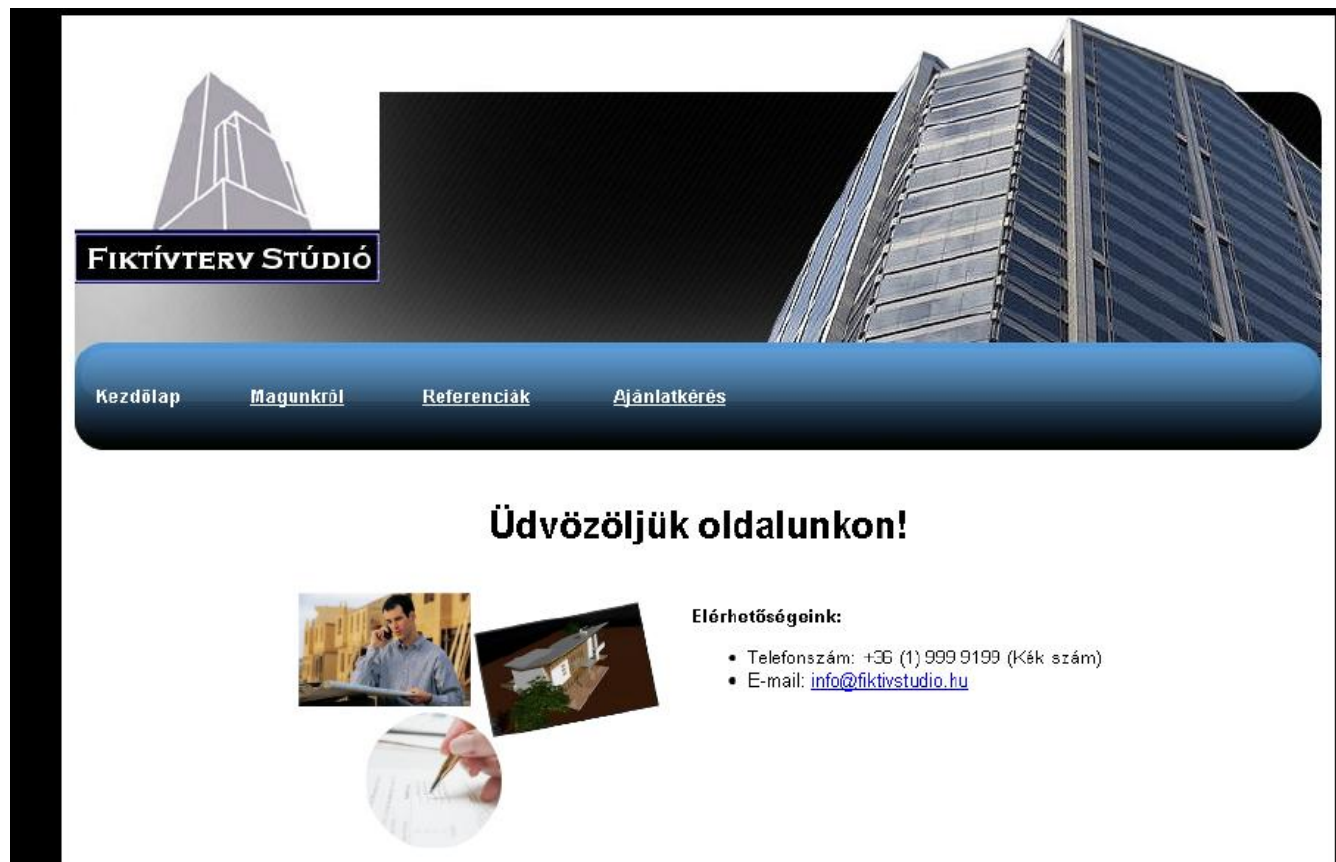 FIKTÍVTERV STÚDIÓ
Kezdőlap Magunkról Referenciák Ajánlatkérés
Üdvözöljük oldalunkon!
Elérhetőségeink:
• Telefonszám: +36 (1) 999 9199 (Kék szám)
• E-mail: info@fiktivstudio.hu